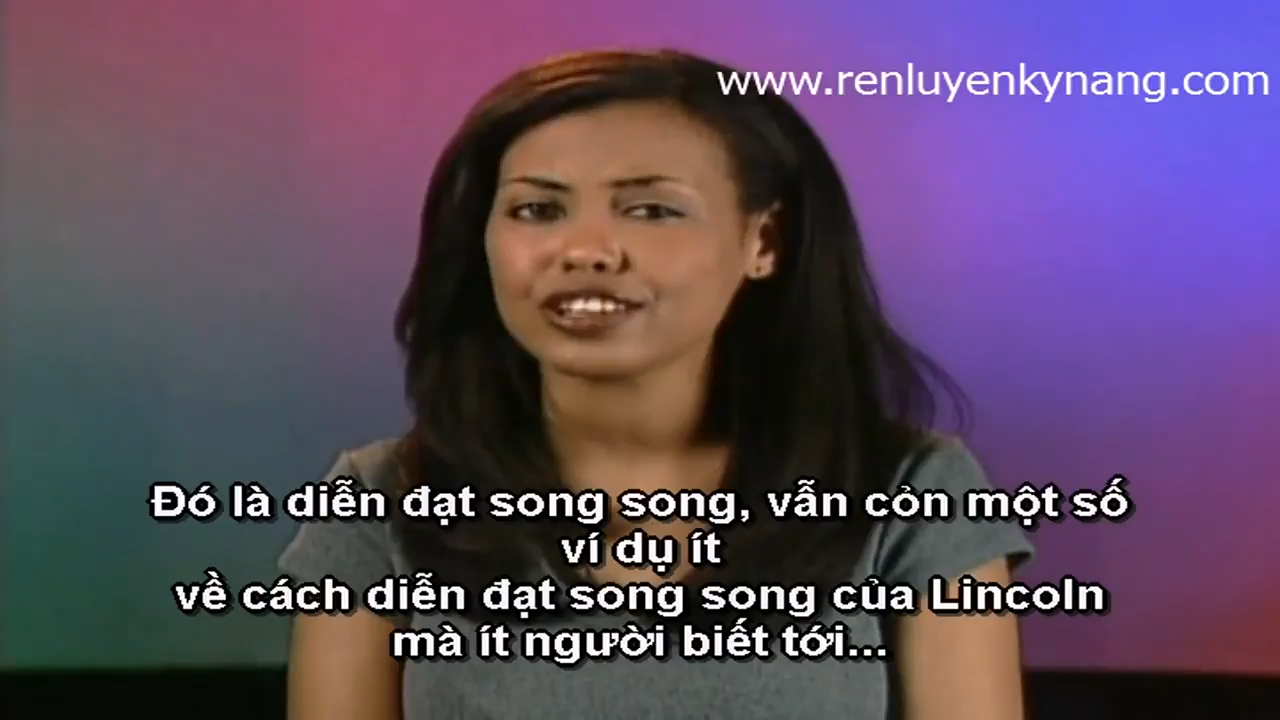 www.renluyenkynang.com
Đó là diễn đạt song song, vẫn cỏn một số
ví dụ ít
về cách diễn đạt song song của Lincoln
mà ít người biết tới...